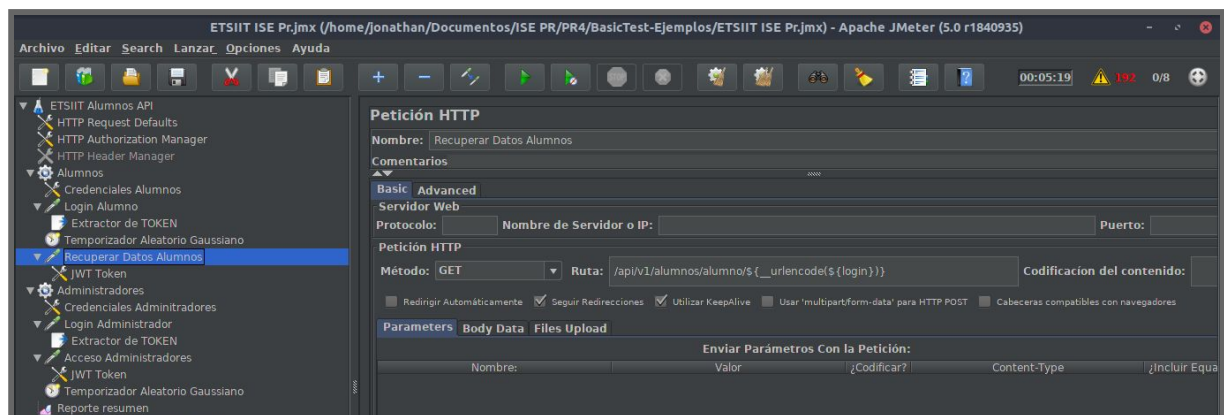 ETSIIT ISE Pr.jmx (/home/jonathan/Documentos/ISE PR/PR4/BasicTest-Ejemplos/ETSIIT ISE Pr.jmx) - Apache JMeter (5.0 r1840935)
Archivo Editar Search Lanzar Opciones Ayuda
00:05:19 192 0/8
ETSIIT Alumnos API
HTTP Request Defaults
HTTP Authorization Manager
HTTP Header Manager
Alumnos
Credenciales Alumnos
Login Alumno
Extractor de TOKEN
Temporizador Aleatorio Gaussiano
Recuperar Datos Alumnos
JWT Token
Administradores
Credenciales Adminitradores
Login Administrador
Extractor de TOKEN
Acceso Administradores
JWT Token
Temporizador Aleatorio Gaussiano
Reporte resumen
Petición HTTP
Nombre: Recuperar Datos Alumnos
Comentarios
Basic Advanced
Servidor Web
Protocolo: Nombre de Servidor o IP: Puerto:
Petición HTTP
Método: GET Ruta: /api/v1/alumnos/alumno/${__urlencode(${login})} Codificacíon del contenido:
Redirigir Automáticamente Seguir Redirecciones Utilizar KeepAlive Usar 'multipart/form-data' para HTTP POST Cabeceras compatibles con navegadores
Parameters Body Data Files Upload
Enviar Parámetros Con la Petición:
Nombre: Valor ¿Codificar? Content-Type ¿Incluir Equa